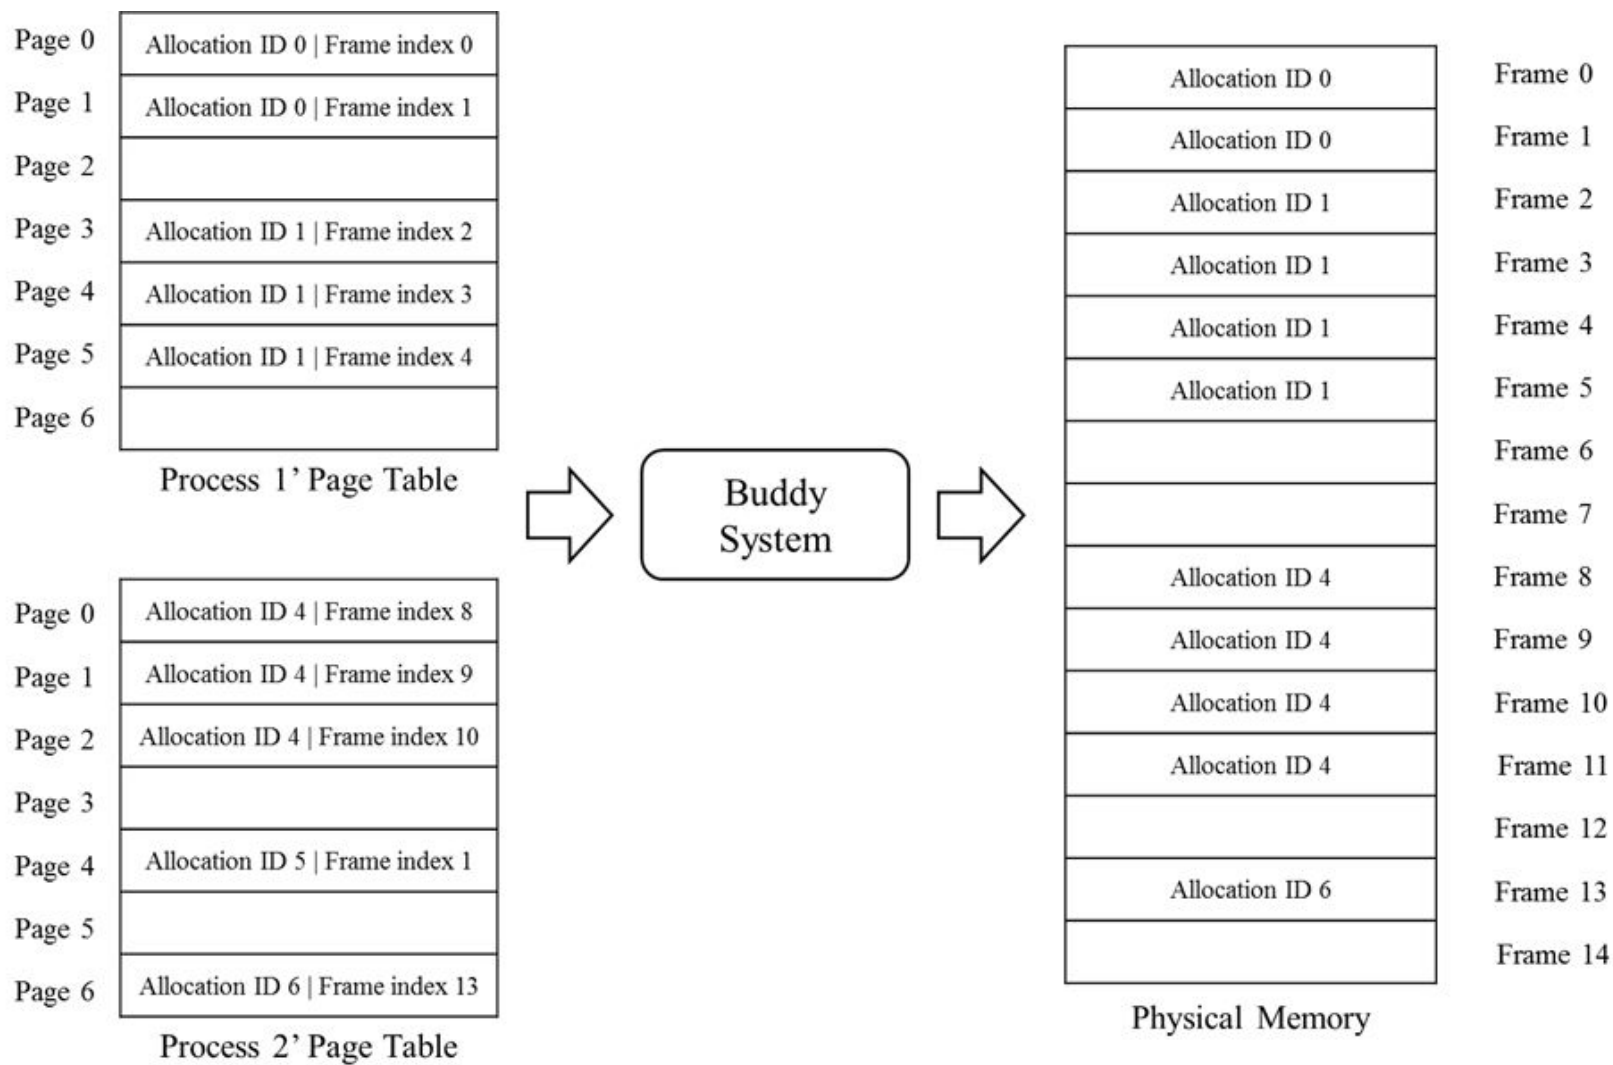 Page 0 Allocation ID 0 | Frame index 0
Page 1 Allocation ID 0 | Frame index 1
Page 2
Page 3 Allocation ID 1 | Frame index 2
Page 4 Allocation ID 1 | Frame index 3
Page 5 Allocation ID 1 | Frame index 4
Page 6
Process 1’ Page Table
Page 0 Allocation ID 4 | Frame index 8
Page 1 Allocation ID 4 | Frame index 9
Page 2 Allocation ID 4 | Frame index 10
Page 3
Page 4 Allocation ID 5 | Frame index 1
Page 5
Page 6 Allocation ID 6 | Frame index 13
Process 2’ Page Table
Buddy
System
Allocation ID 0 Frame 0
Allocation ID 0 Frame 1
Allocation ID 1 Frame 2
Allocation ID 1 Frame 3
Allocation ID 1 Frame 4
Allocation ID 1 Frame 5
Frame 6
Frame 7
Allocation ID 4 Frame 8
Allocation ID 4 Frame 9
Allocation ID 4 Frame 10
Allocation ID 4 Frame 11
Frame 12
Allocation ID 6 Frame 13
Frame 14
Physical Memory